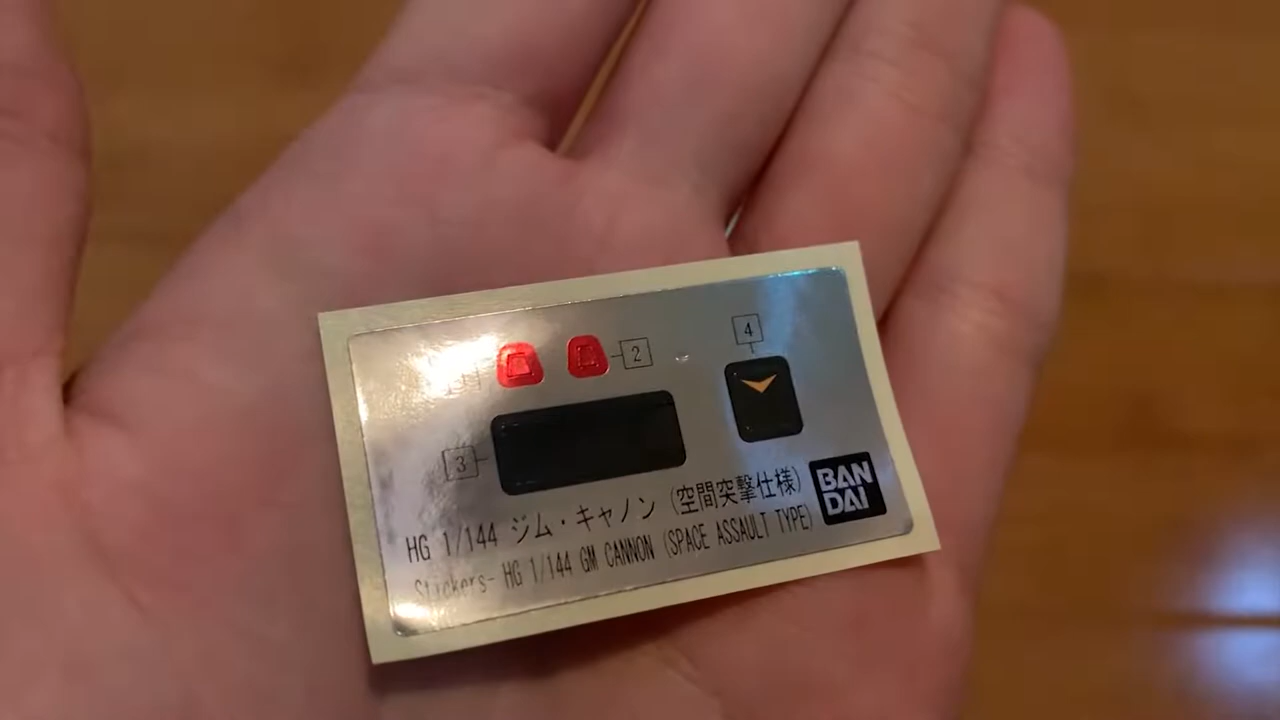 4
2
3
HG 1/144 ジム・キャノン (空間突撃仕様)
Stickers- HG 1/144 GM CANNON (SPACE ASSAULT TYPE)
BAN
DAI